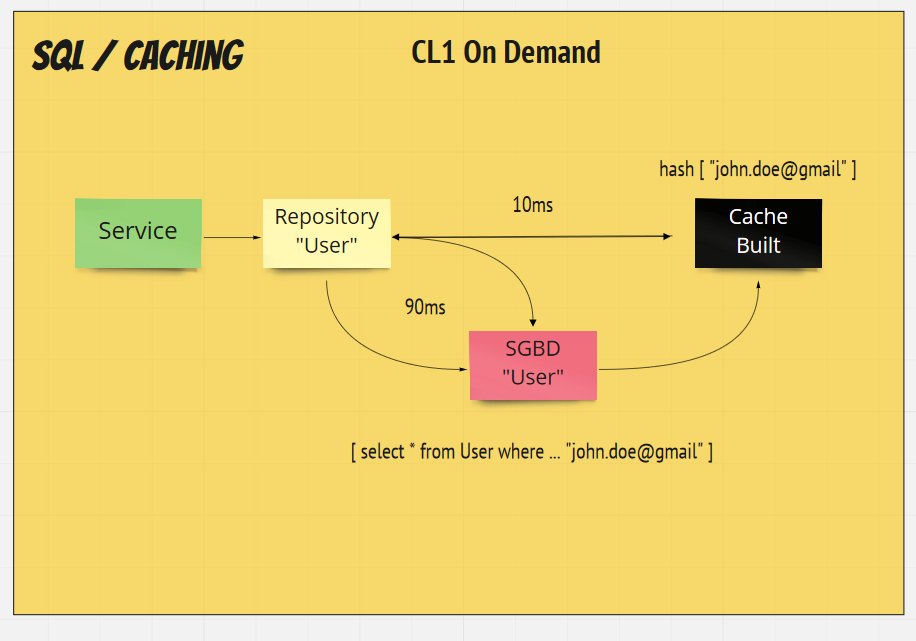 SQL / CACHING
CL1 On Demand
hash [ "john.doe@gmail" ]
10ms
Service
Repository
"User"
Cache
Built
90ms
SGBD
"User"
[ select * from User where ... "john.doe@gmail" ]